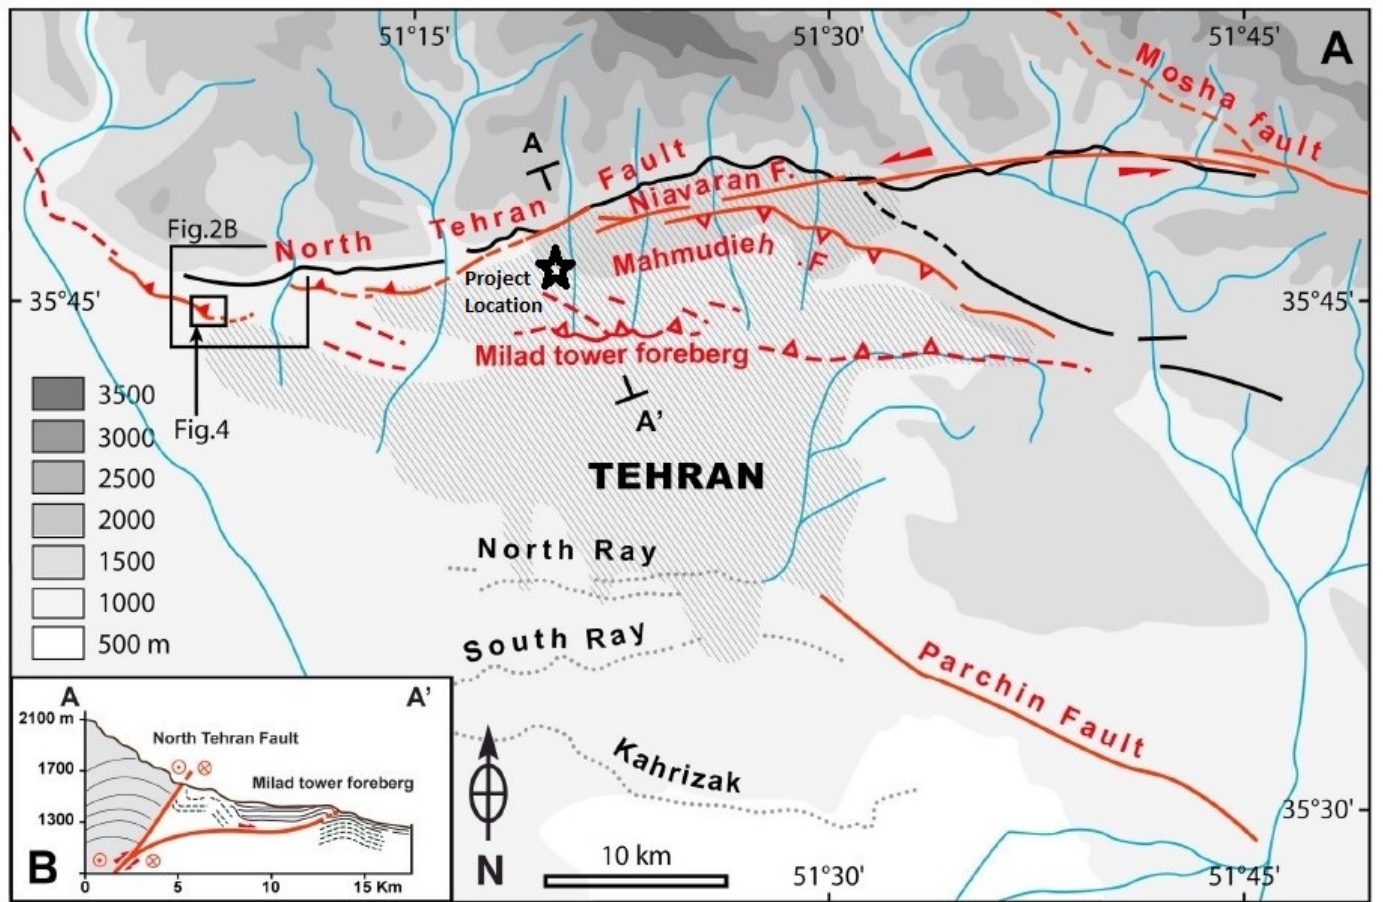 51°15'
51°30'
51°45'
A
Mosha fault
A
North Tehran Fault
Niavaran F.
Fig.2B
Mahmudieh F.
Project
Location
35°45'
35°45'
Milad tower foreberg
A'
Fig.4
3500
3000
2500
2000
1500
1000
500 m
TEHRAN
North Ray
South Ray
Parchin Fault
Kahrizak
A
A'
2100 m
1700
1300
North Tehran Fault
Milad tower foreberg
B
0
5
10
15 Km
N
10 km
35°30'
51°30'
51°45'